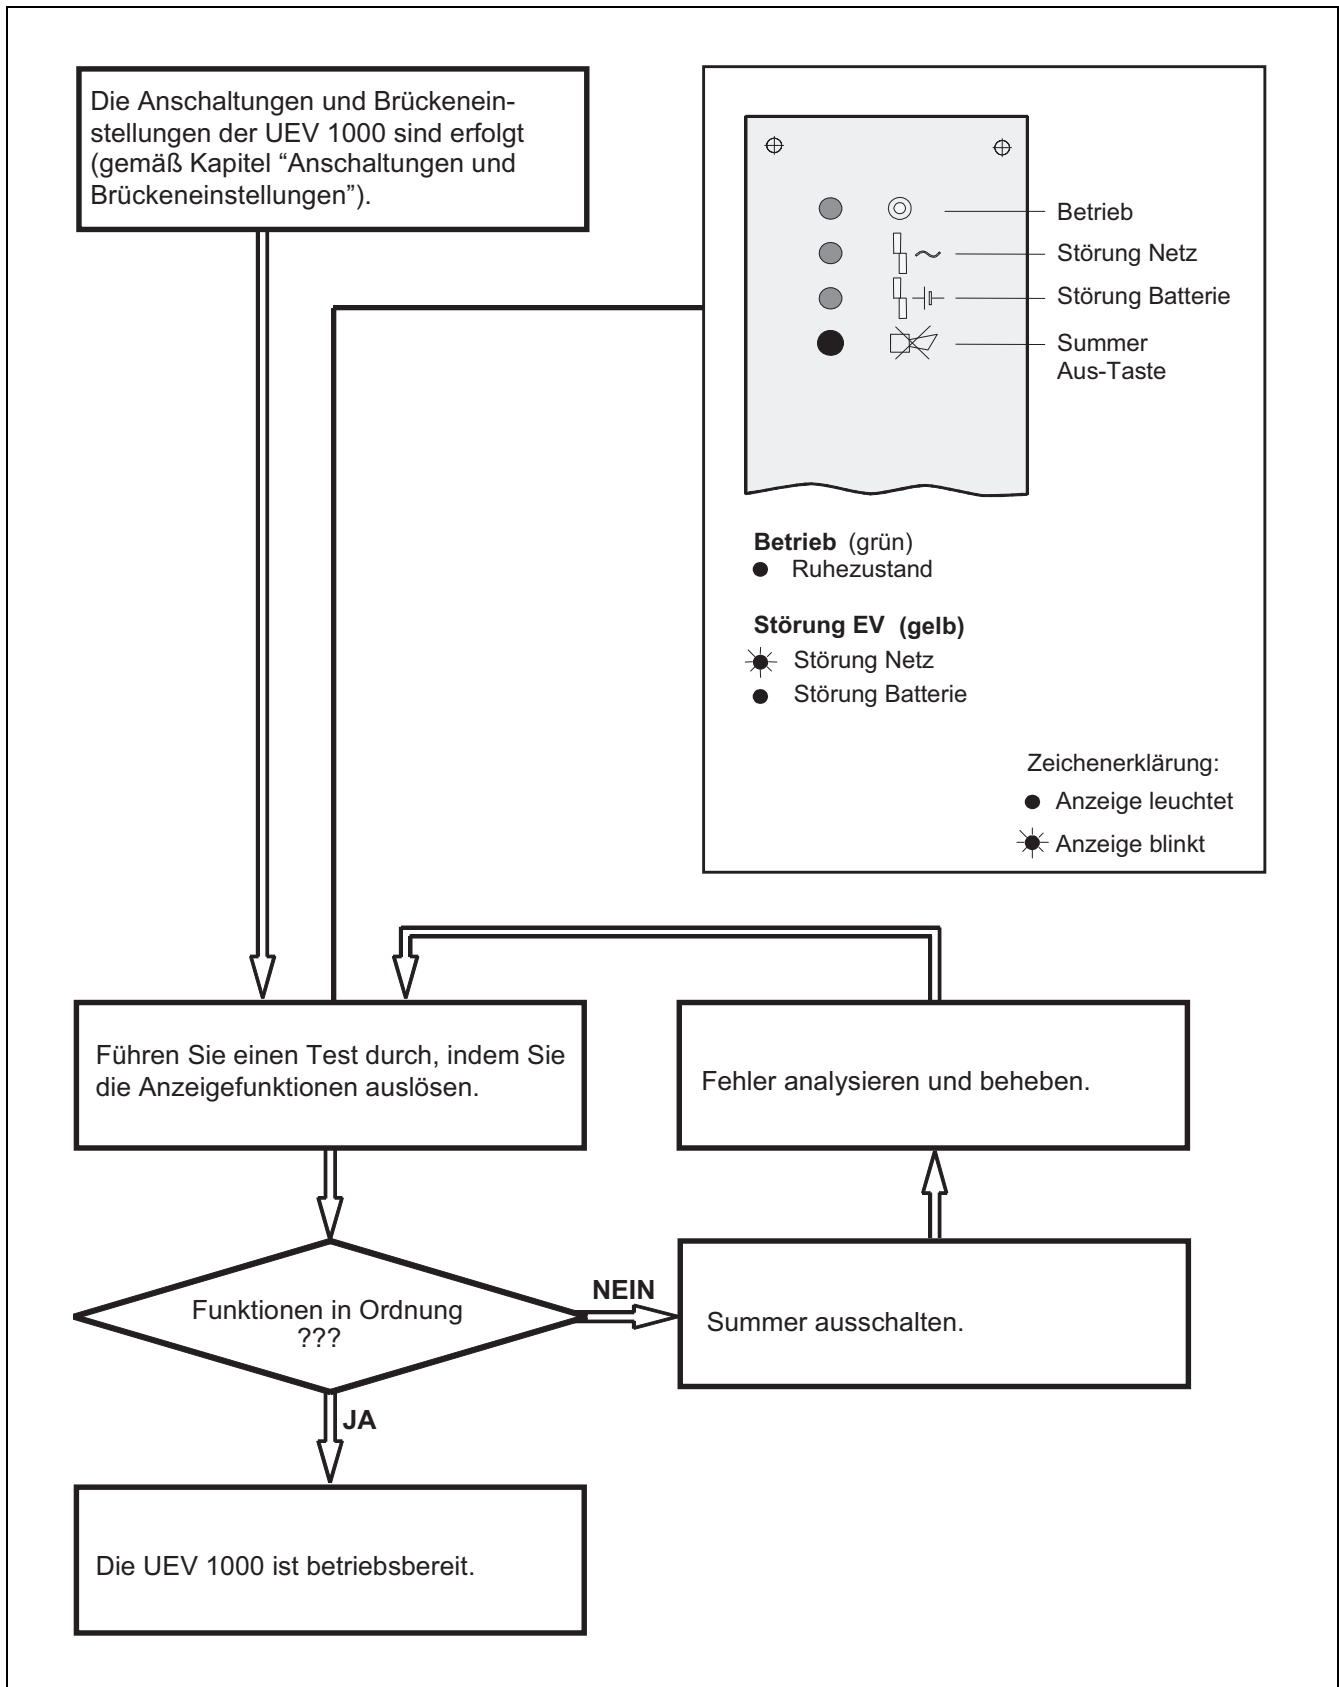 Die Anschaltungen und Brückenein-
stellungen der UEV 1000 sind erfolgt
(gemäß Kapitel “Anschaltungen und
Brückeneinstellungen”).
Betrieb
Störung Netz
Störung Batterie
Summer
Aus-Taste
Betrieb (grün)
Ruhezustand
Störung EV (gelb)
Störung Netz
Störung Batterie
Zeichenerklärung:
Anzeige leuchtet
Anzeige blinkt
Führen Sie einen Test durch, indem Sie
die Anzeigefunktionen auslösen.
Fehler analysieren und beheben.
Funktionen in Ordnung
???
NEIN
Summer ausschalten.
JA
Die UEV 1000 ist betriebsbereit.